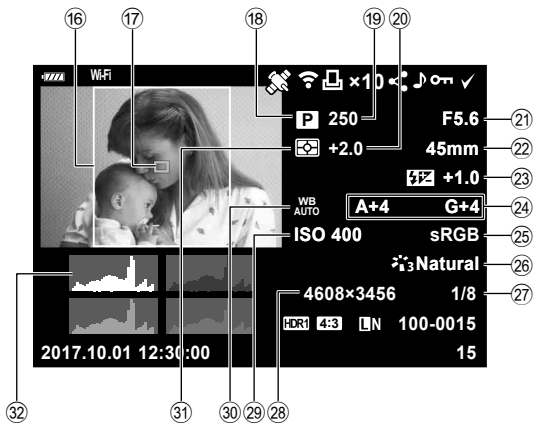 ⑯ ⑰ ⑱ ⑲ ⑳
Wi-Fi ×10
P 250 F5.6 ㉑
+2.0 45mm ㉒
+1.0 ㉓
WB AUTO A+4 G+4 ㉔
ISO 400 sRGB ㉕
3 Natural ㉖
4608×3456 1/8 ㉗
HDR1 4:3 LN 100-0015
2017.10.01 12:30:00 15
㉜ ㉛ ㉚ ㉙ ㉘